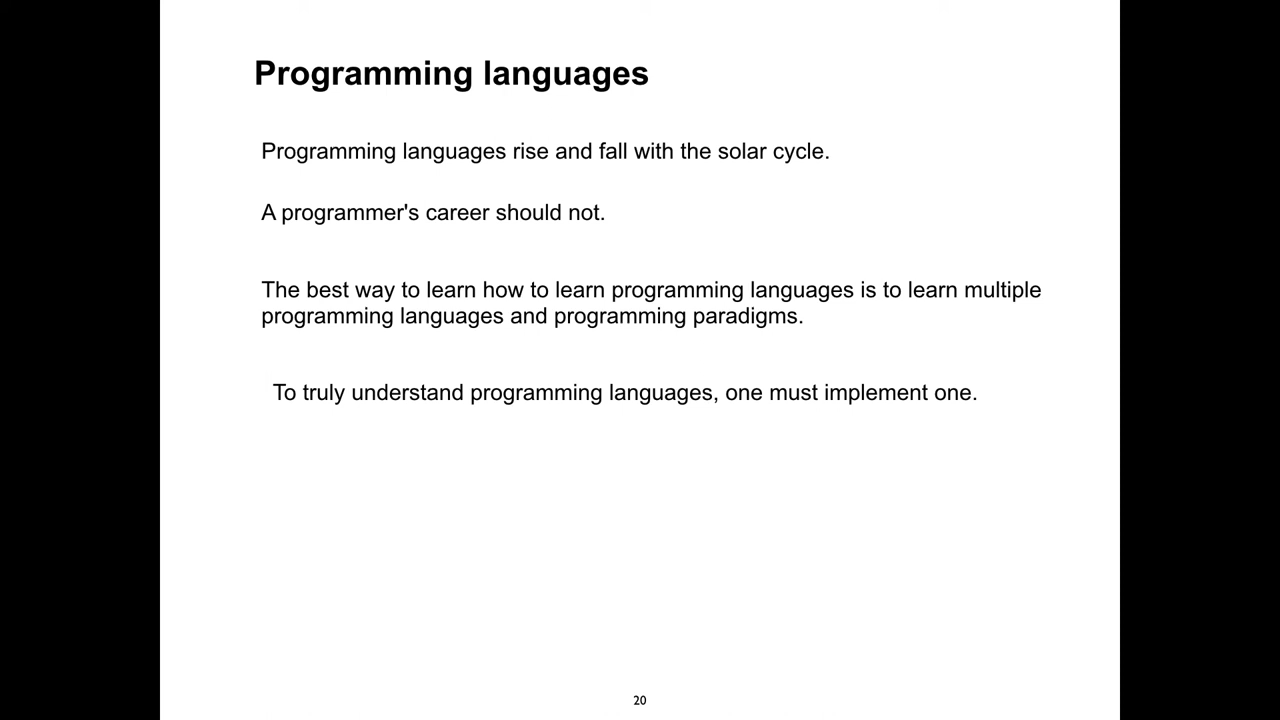 Programming languages
Programming languages rise and fall with the solar cycle.
A programmer's career should not.
The best way to learn how to learn programming languages is to learn multiple
programming languages and programming paradigms.
To truly understand programming languages, one must implement one.
20